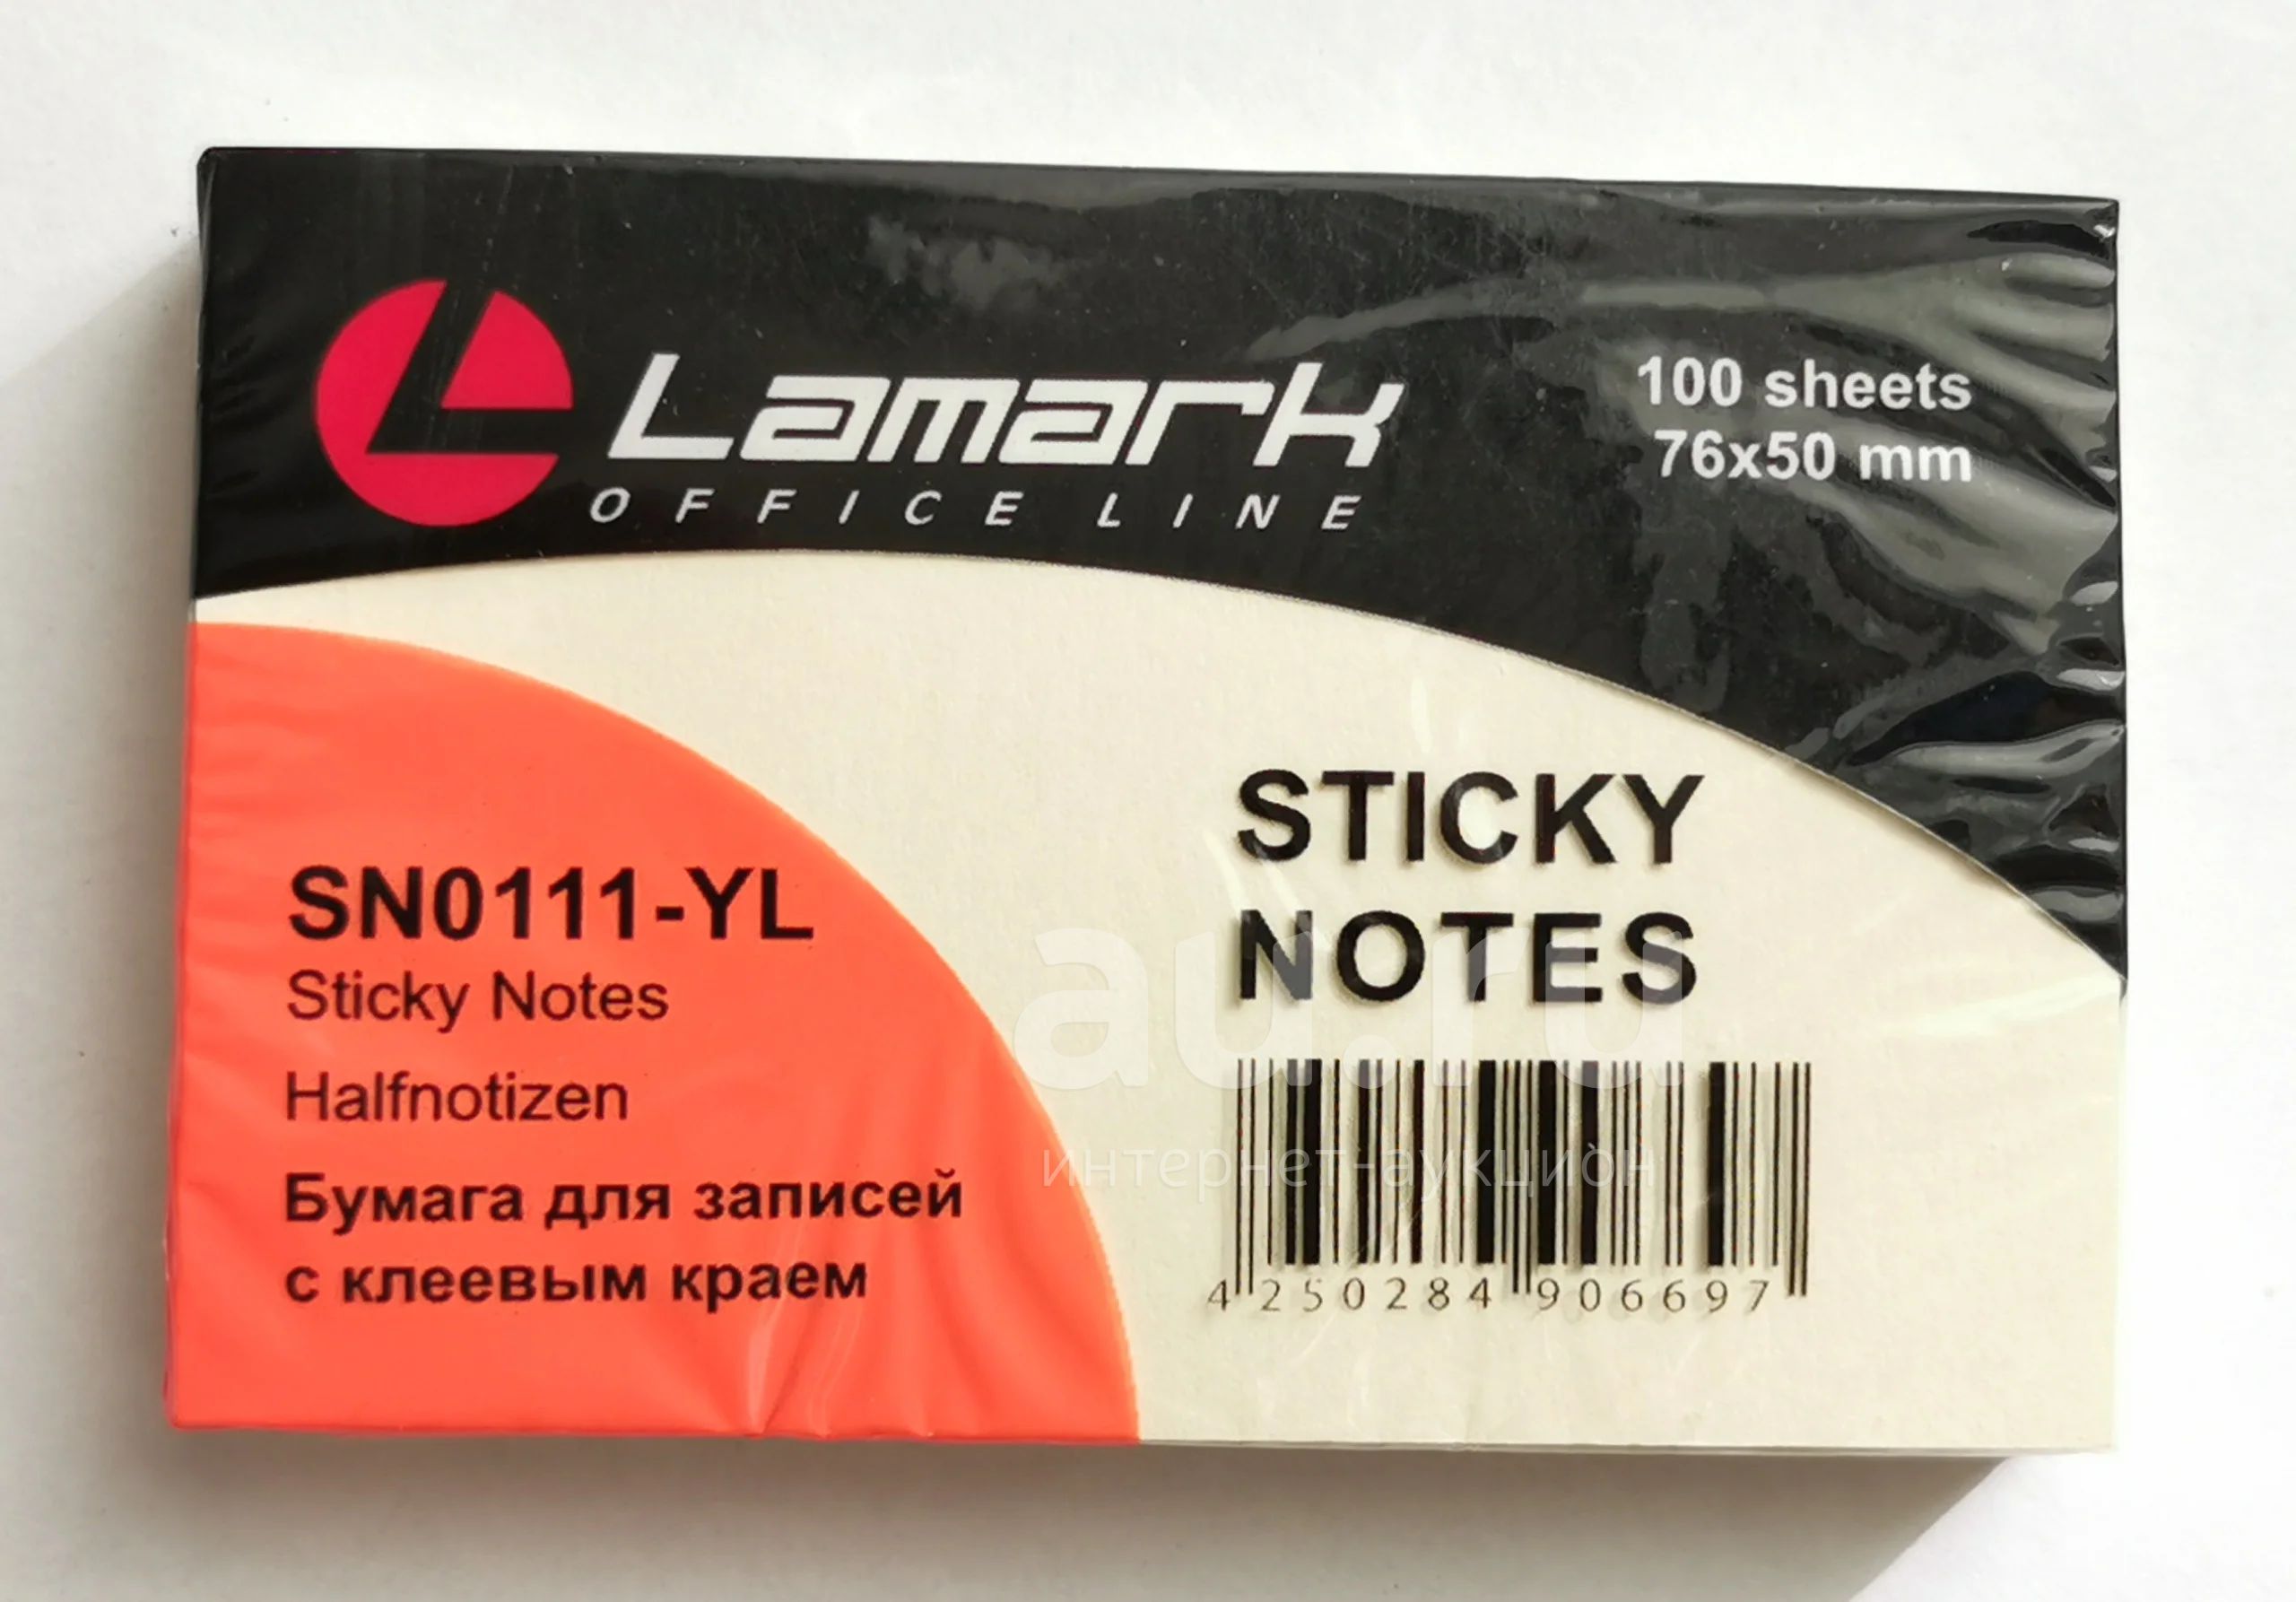 Lamark
OFFICE LINE
100 sheets
76x50 mm
STICKY
NOTES
SN0111-YL
Sticky Notes
Halfnotizen
Бумага для записей
с клеевым краем
4 250284 906697
au.ru
интернет-аукцион